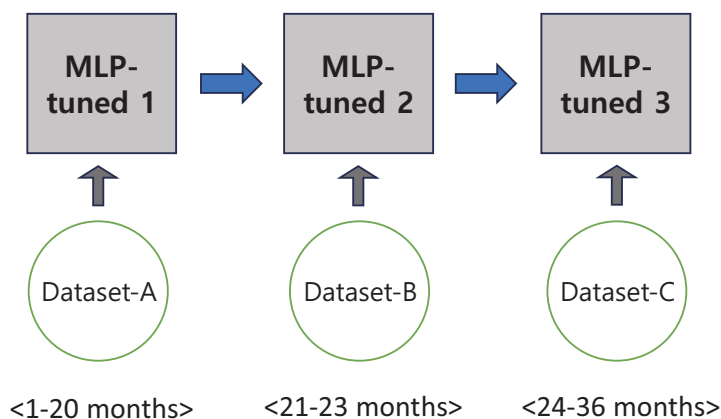 MLP-
tuned 1
MLP-
tuned 2
MLP-
tuned 3
Dataset-A
Dataset-B
Dataset-C
<1-20 months>
<21-23 months>
<24-36 months>